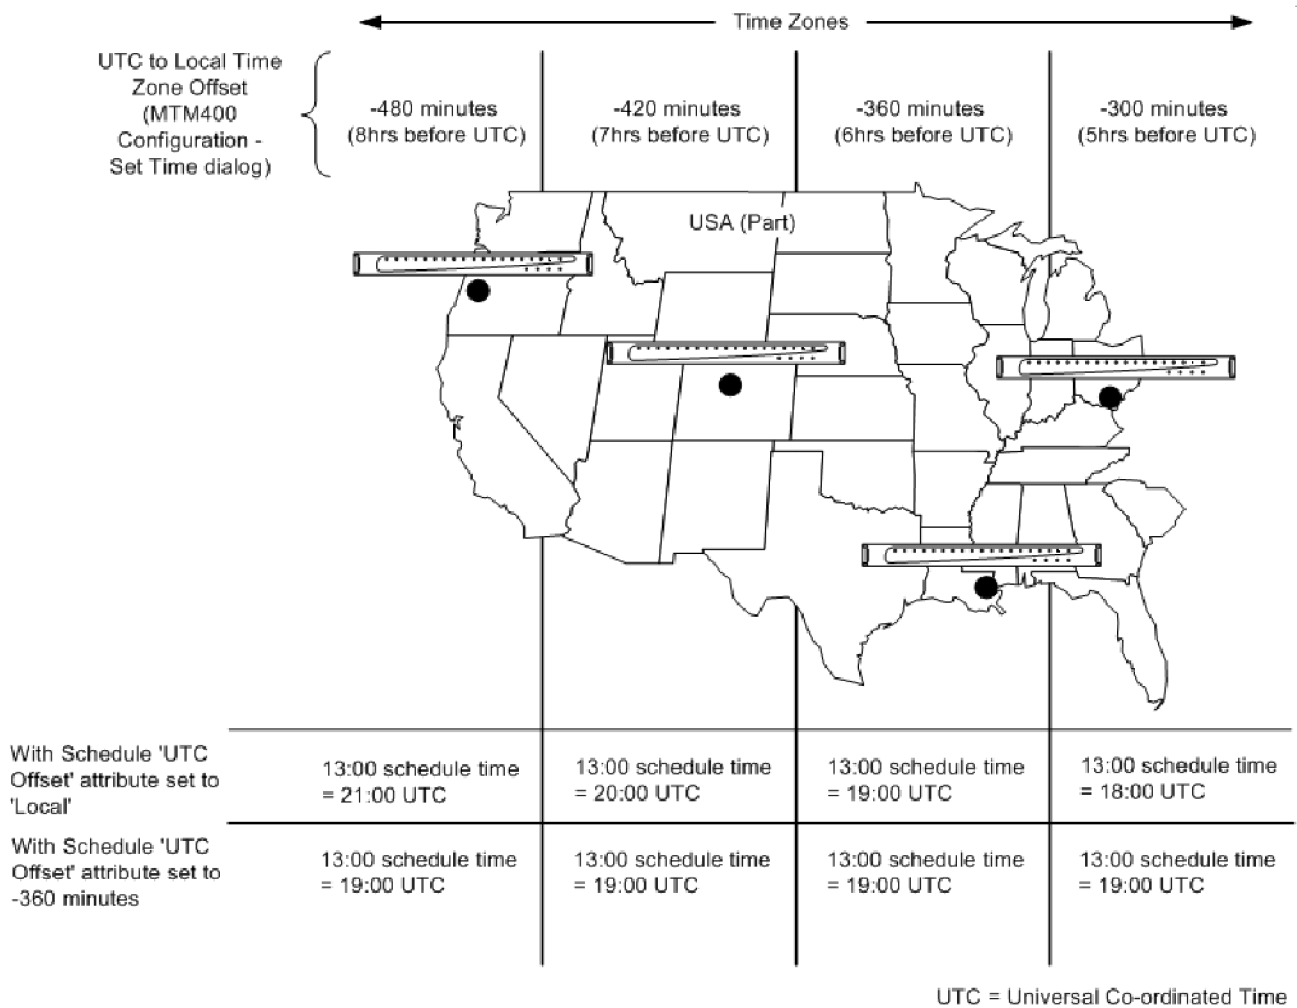 Time Zones
UTC to Local Time
Zone Offset
(MTM400
Configuration -
Set Time dialog)
-480 minutes
(8hrs before UTC)
-420 minutes
(7hrs before UTC)
-360 minutes
(6hrs before UTC)
-300 minutes
(5hrs before UTC)
USA (Part)
With Schedule 'UTC
Offset' attribute set to
'Local'
13:00 schedule time
= 21:00 UTC
13:00 schedule time
= 20:00 UTC
13:00 schedule time
= 19:00 UTC
13:00 schedule time
= 18:00 UTC
With Schedule 'UTC
Offset' attribute set to
-360 minutes
13:00 schedule time
= 19:00 UTC
13:00 schedule time
= 19:00 UTC
13:00 schedule time
= 19:00 UTC
13:00 schedule time
= 19:00 UTC
UTC = Universal Co-ordinated Time